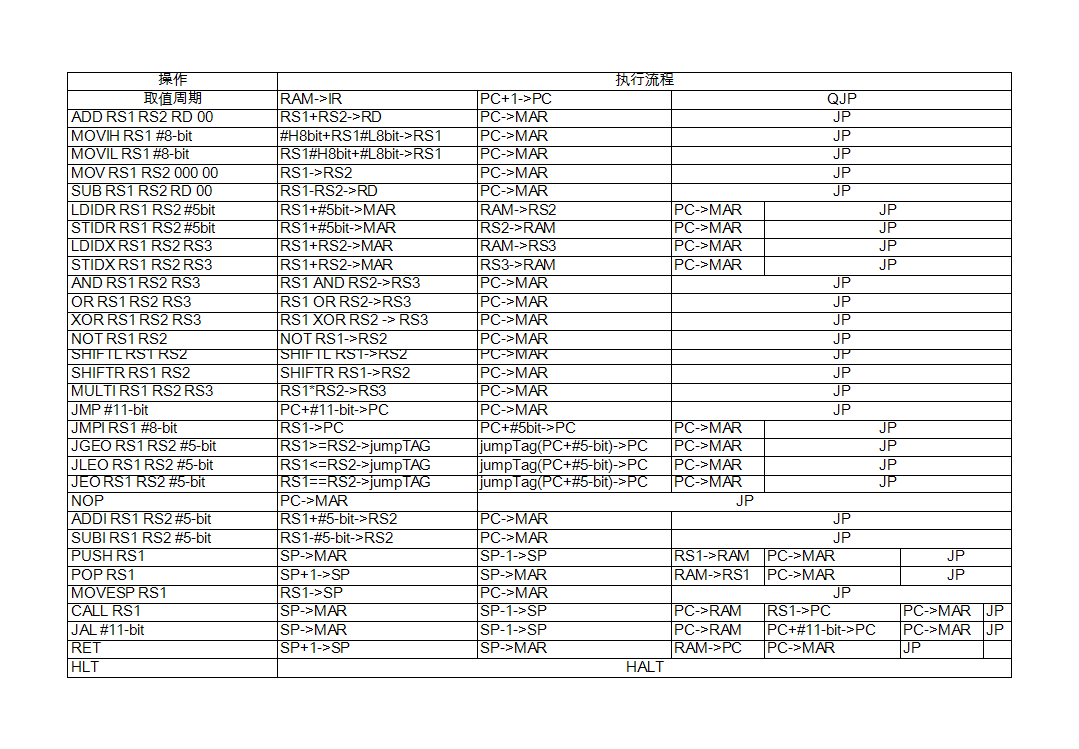 操作 执行流程
取值周期 RAM->IR PC+1->PC QJP
ADD RS1 RS2 RD 00 RS1+RS2->RD PC->MAR JP
MOVIH RS1 #8-bit #H8bit+RS1#L8bit->RS1 PC->MAR JP
MOVIL RS1 #8-bit RS1#H8bit+#L8bit->RS1 PC->MAR JP
MOV RS1 RS2 000 00 RS1->RS2 PC->MAR JP
SUB RS1 RS2 RD 00 RS1-RS2->RD PC->MAR JP
LDIDR RS1 RS2 #5bit RS1+#5bit->MAR RAM->RS2 PC->MAR JP
STIDR RS1 RS2 #5bit RS1+#5bit->MAR RS2->RAM PC->MAR JP
LDIDX RS1 RS2 RS3 RS1+RS2->MAR RAM->RS3 PC->MAR JP
STIDX RS1 RS2 RS3 RS1+RS2->MAR RS3->RAM PC->MAR JP
AND RS1 RS2 RS3 RS1 AND RS2->RS3 PC->MAR JP
OR RS1 RS2 RS3 RS1 OR RS2->RS3 PC->MAR JP
XOR RS1 RS2 RS3 RS1 XOR RS2 -> RS3 PC->MAR JP
NOT RS1 RS2 NOT RS1->RS2 PC->MAR JP
SHIFTL RS1 RS2 SHIFTL RS1->RS2 PC->MAR JP
SHIFTR RS1 RS2 SHIFTR RS1->RS2 PC->MAR JP
MULTI RS1 RS2 RS3 RS1*RS2->RS3 PC->MAR JP
JMP #11-bit PC+#11-bit->PC PC->MAR JP
JMPI RS1 #8-bit RS1->PC PC+#5bit->PC PC->MAR JP
JGEO RS1 RS2 #5-bit RS1>=RS2->jumpTAG jumpTag(PC+#5-bit)->PC PC->MAR JP
JLEO RS1 RS2 #5-bit RS1<=RS2->jumpTAG jumpTag(PC+#5-bit)->PC PC->MAR JP
JEO RS1 RS2 #5-bit RS1==RS2->jumpTAG jumpTag(PC+#5-bit)->PC PC->MAR JP
NOP PC->MAR JP
ADDI RS1 RS2 #5-bit RS1+#5-bit->RS2 PC->MAR JP
SUBI RS1 RS2 #5-bit RS1-#5-bit->RS2 PC->MAR JP
PUSH RS1 SP->MAR SP-1->SP RS1->RAM PC->MAR JP
POP RS1 SP+1->SP SP->MAR RAM->RS1 PC->MAR JP
MOVESP RS1 RS1->SP PC->MAR JP
CALL RS1 SP->MAR SP-1->SP PC->RAM RS1->PC PC->MAR JP
JAL #11-bit SP->MAR SP-1->SP PC->RAM PC+#11-bit->PC PC->MAR JP
RET SP+1->SP SP->MAR RAM->PC PC->MAR JP
HLT HALT